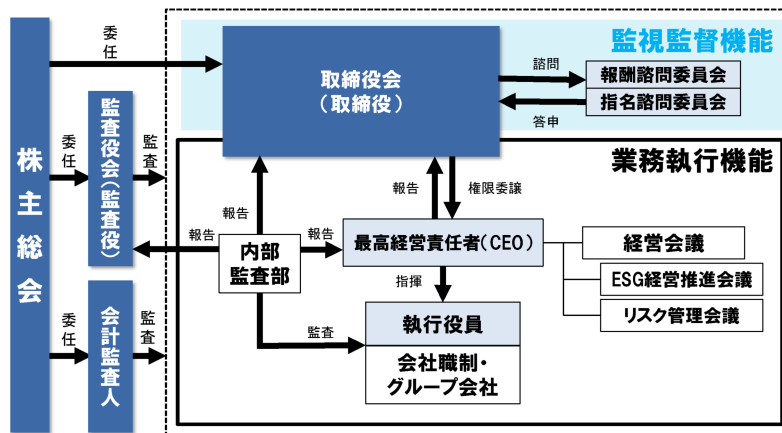 株主総会
委任
委任
委任
監査役会(監査役)
監査
会計監査人
監査
監視監督機能
取締役会
(取締役)
諮問
答申
報酬諮問委員会
指名諮問委員会
業務執行機能
報告
報告
権限委譲
報告
内部
監査部
報告
最高経営責任者(CEO)
経営会議
ESG経営推進会議
リスク管理会議
指揮
監査
執行役員
会社職制・
グループ会社